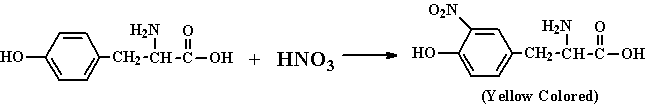 H₂N O O₂N H₂N O
HO CH₂-CH-C-OH + HNO₃ HO CH₂-CH-C-OH
(Yellow Colored)